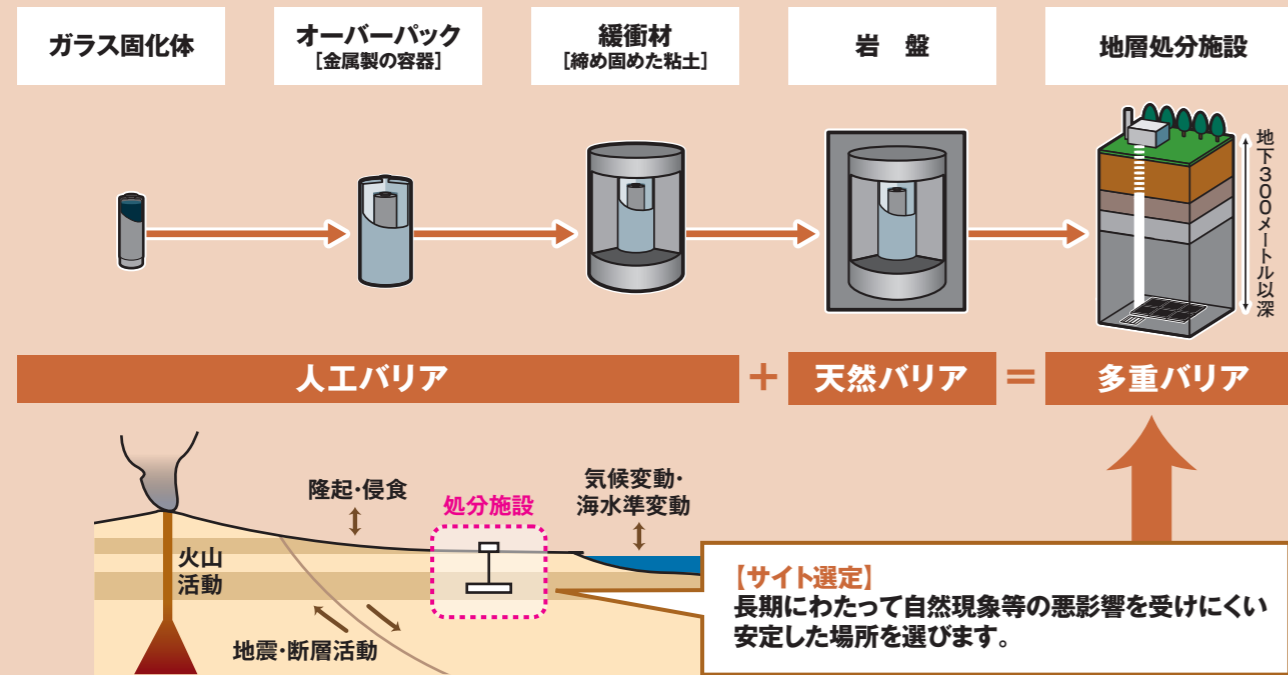 ガラス固化体
オーバーパック
［金属製の容器］
緩衝材
［締め固めた粘土］
岩　盤
地層処分施設
地下300メートル以深
人工バリア
＋
天然バリア
＝
多重バリア
隆起・侵食
処分施設
気候変動・
海水準変動
火山
活動
地震・断層活動
【サイト選定】
長期にわたって自然現象等の悪影響を受けにくい
安定した場所を選びます。